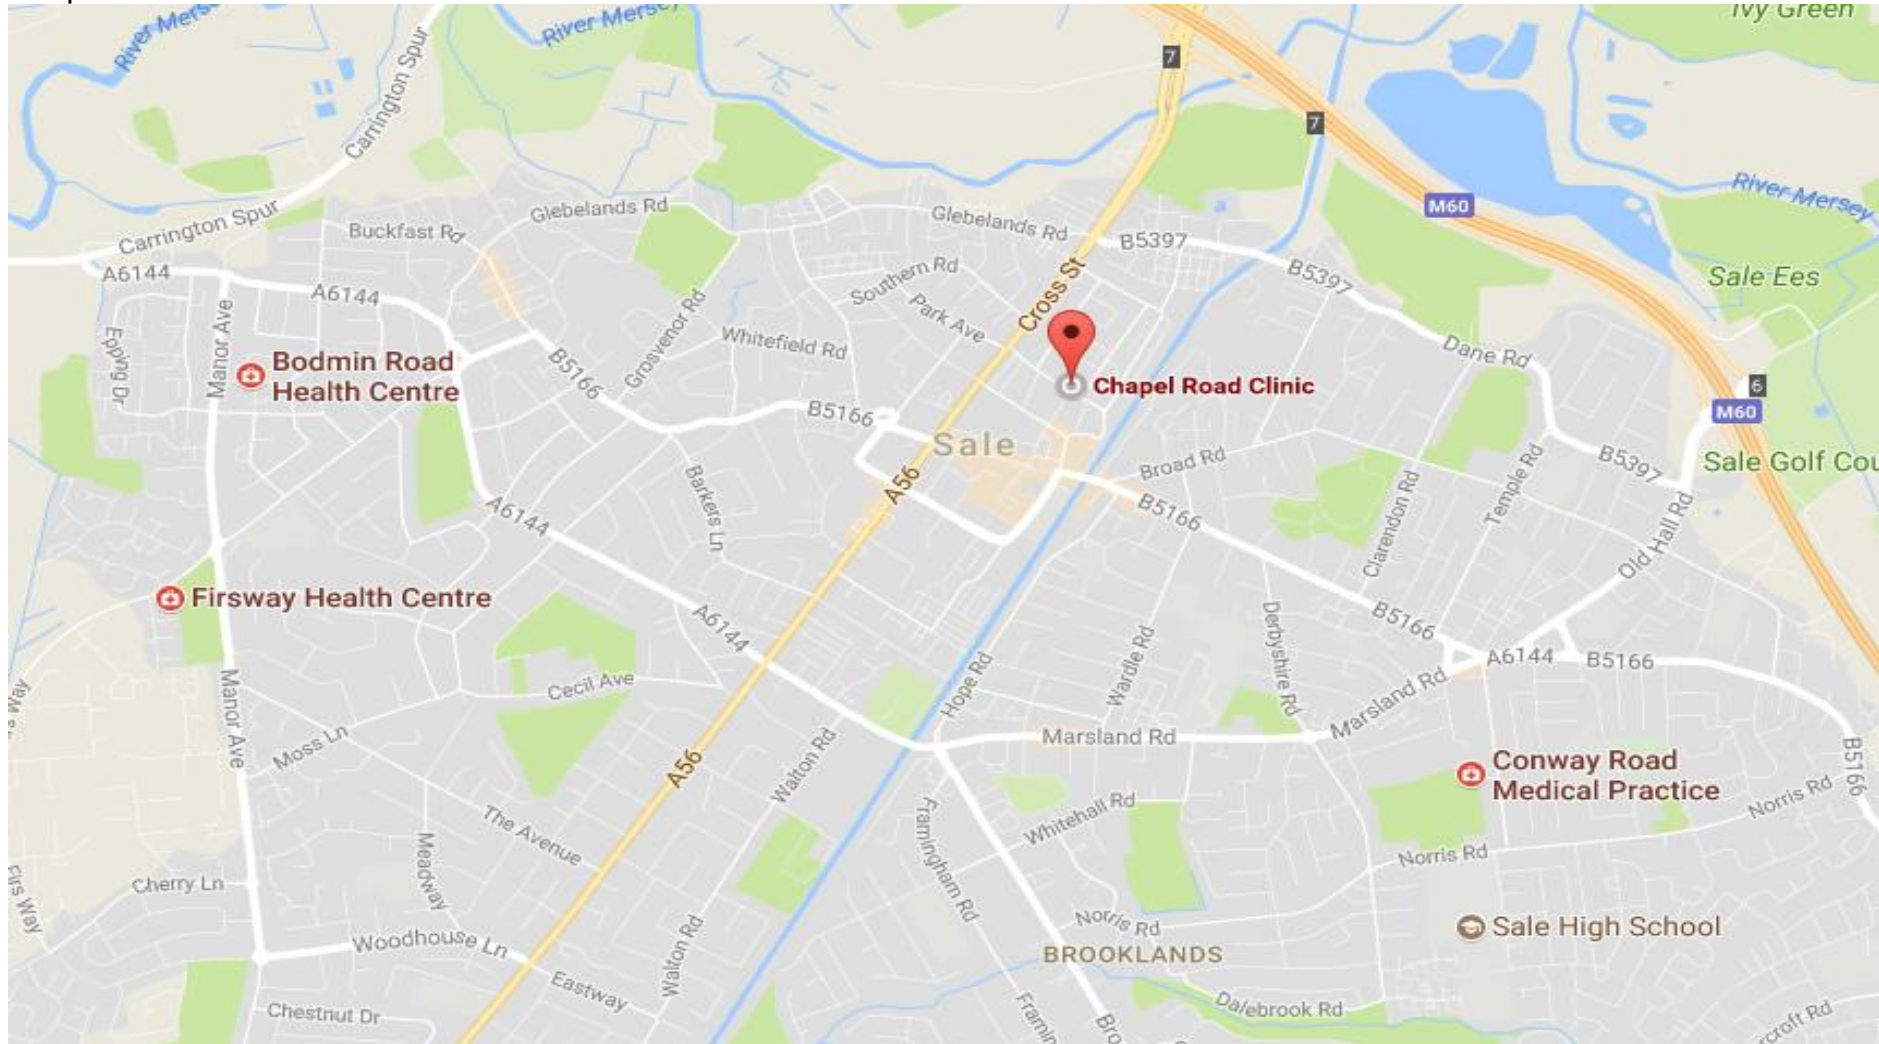 River Mersey
Ivy Green
7
Carrington Spur
7
M60
River Mersey
Carrington Spur
Buckfast Rd
Glebelands Rd
Glebelands Rd
B5397
A6144
A6144
Southern Rd
Cross St
B5397
Sale Ees
Epping Dr
Manor Ave
Grosvenor Rd
Whitefield Rd
Park Ave
Dane Rd
Bodmin Road
Health Centre
B5166
Chapel Road Clinic
6
M60
B5166
Sale
Broad Rd
Temple Rd
B5397
Sale Golf Cou
Barkers Ln
A56
A6144
B5166
Clarendon Rd
Old Hall Rd
Firsway Health Centre
A6144
Derbyshire Rd
B5166
Wardle Rd
A6144
B5166
Hope Rd
Marsland Rd
Cecil Ave
Manor Ave
Moss Ln
Marsland Rd
A56
Walton Rd
B5166
Conway Road
Medical Practice
Norris Rd
The Avenue
Meadway
Framingham Rd
Whitehall Rd
Norris Rd
Cherry Ln
Firs Way
Norris Rd
Sale High School
Woodhouse Ln
BROOKLANDS
Walton Rd
Eastway
Chestnut Dr
Dalebrook Rd
Framin
Bro
croft Rd